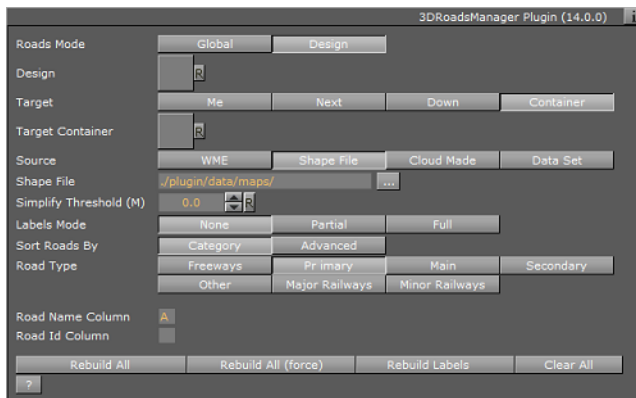 3DRoadsManager Plugin (14.0.0) i
Roads Mode Global Design
Design R
Target Me Next Down Container
Target Container R
Source WME Shape File Cloud Made Data Set
Shape File ./plugin/data/maps/ ...
Simplify Threshold (M) 0.0 R
Labels Mode None Partial Full
Sort Roads By Category Advanced
Road Type Freeways Primary Main Secondary
Other Major Railways Minor Railways
Road Name Column A
Road Id Column
Rebuild All Rebuild All (force) Rebuild Labels Clear All
?